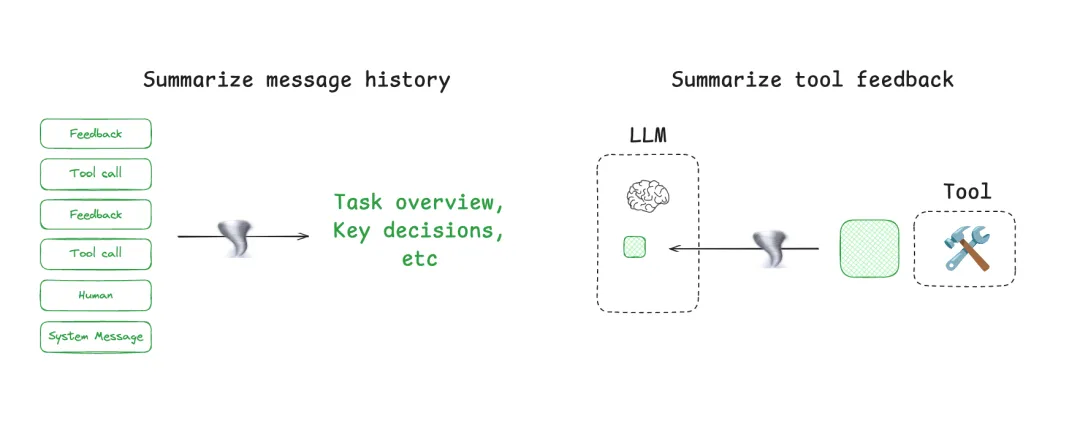 Summarize message history
Feedback
Tool call
Feedback
Tool call
Human
System Message
Task overview,
Key decisions,
etc
Summarize tool feedback
LLM
Tool